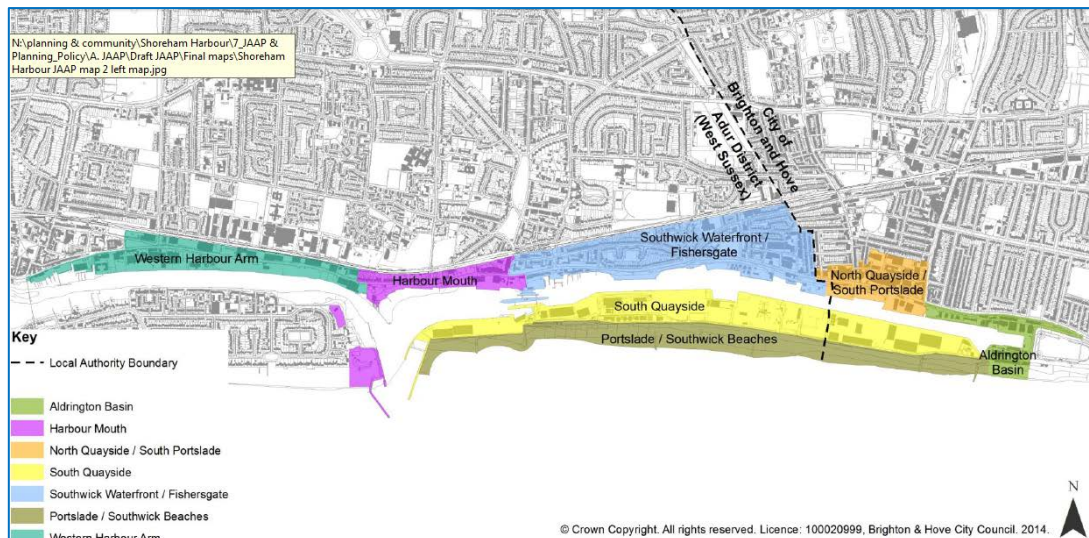 N:\planning & community\Shoreham Harbour\7_JAAP &
Planning_Policy\A. JAAP\Draft JAAP\Final maps\Shoreham
Harbour JAAP map 2 left map.jpg
City of
Brighton and Hove
Adur District
(West Sussex)
Western Harbour Arm
Harbour Mouth
Southwick Waterfront /
Fishersgate
North Quayside /
South Portslade
South Quayside
Portslade / Southwick Beaches
Aldrington
Basin
Key
Local Authority Boundary
Aldrington Basin
Harbour Mouth
North Quayside / South Portslade
South Quayside
Southwick Waterfront / Fishersgate
Portslade / Southwick Beaches
Western Harbour Arm
N
© Crown Copyright. All rights reserved. Licence: 100020999, Brighton & Hove City Council. 2014.